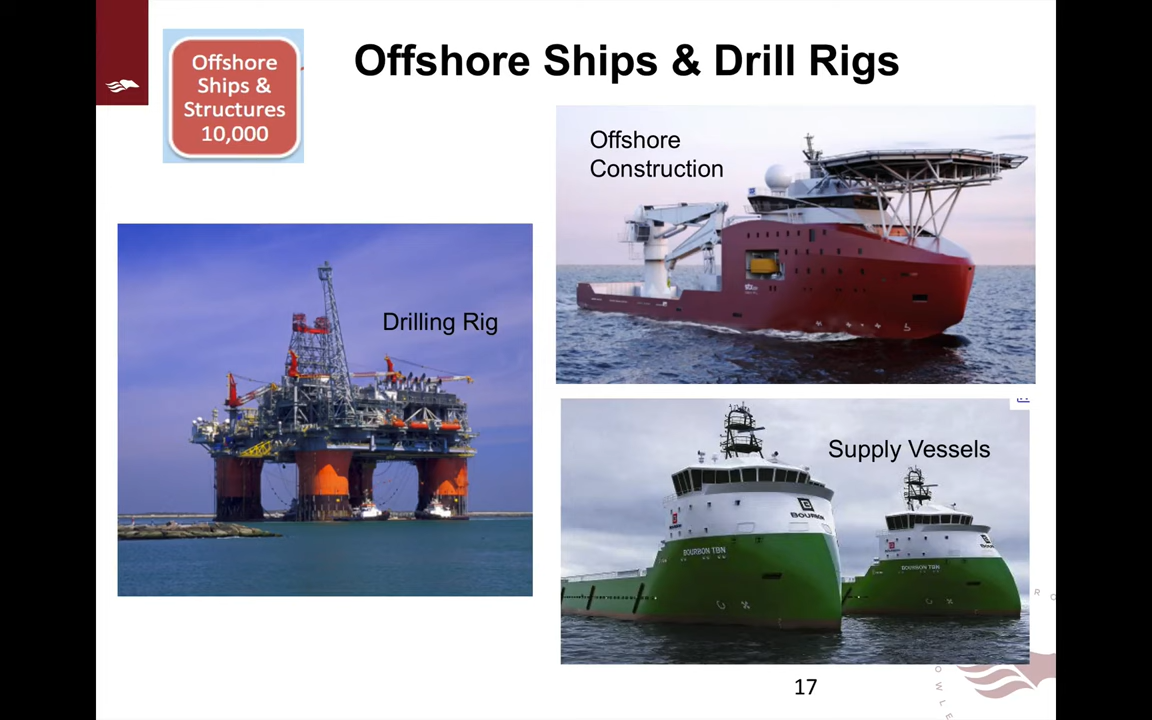 Offshore Ships & Drill Rigs
Offshore
Ships &
Structures
10,000
Offshore
Construction
Drilling Rig
Supply Vessels
BOURBON
BOURBON TBN
BOURBON TBN
17